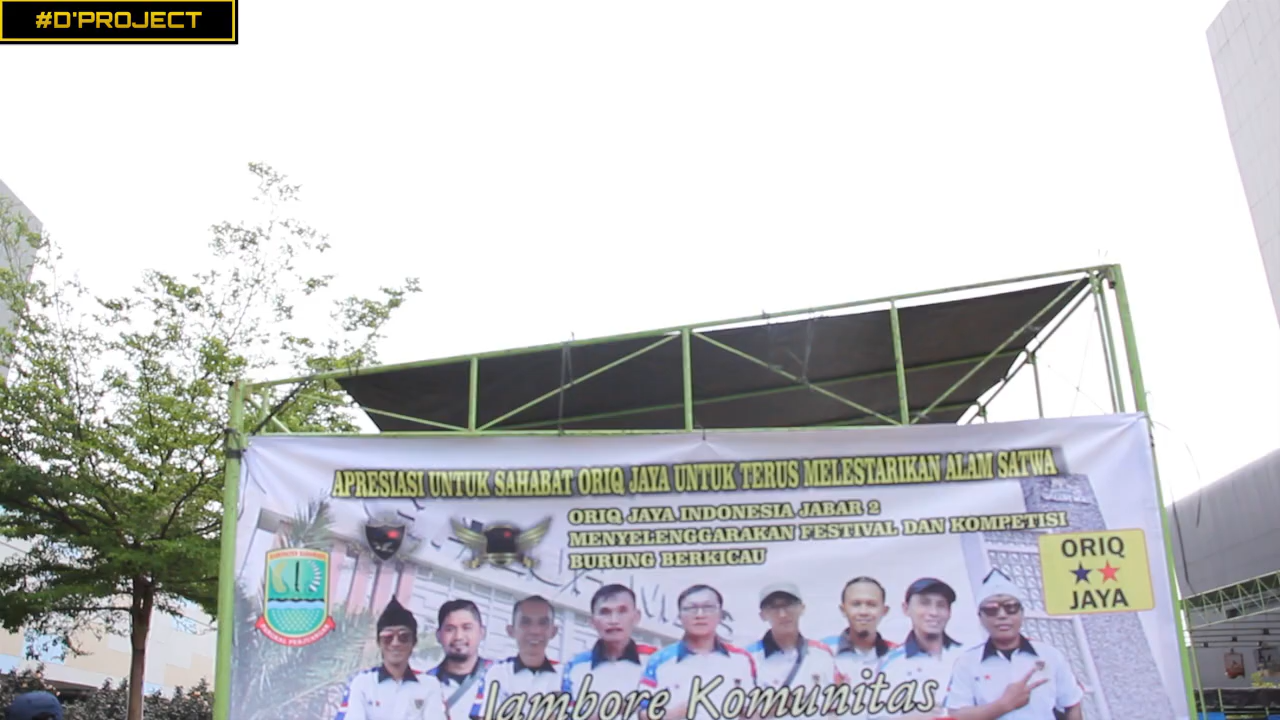 #D'PROJECT
APRESIASI UNTUK SAHABAT ORIQ JAYA UNTUK TERUS MELESTARIKAN ALAM SATWA
ORIQ JAYA INDONESIA JABAR 2
MENYELENGGARAKAN FESTIVAL DAN KOMPETISI
BURUNG BERKICAU
ORIQ
JAYA
Jambore Komunitas